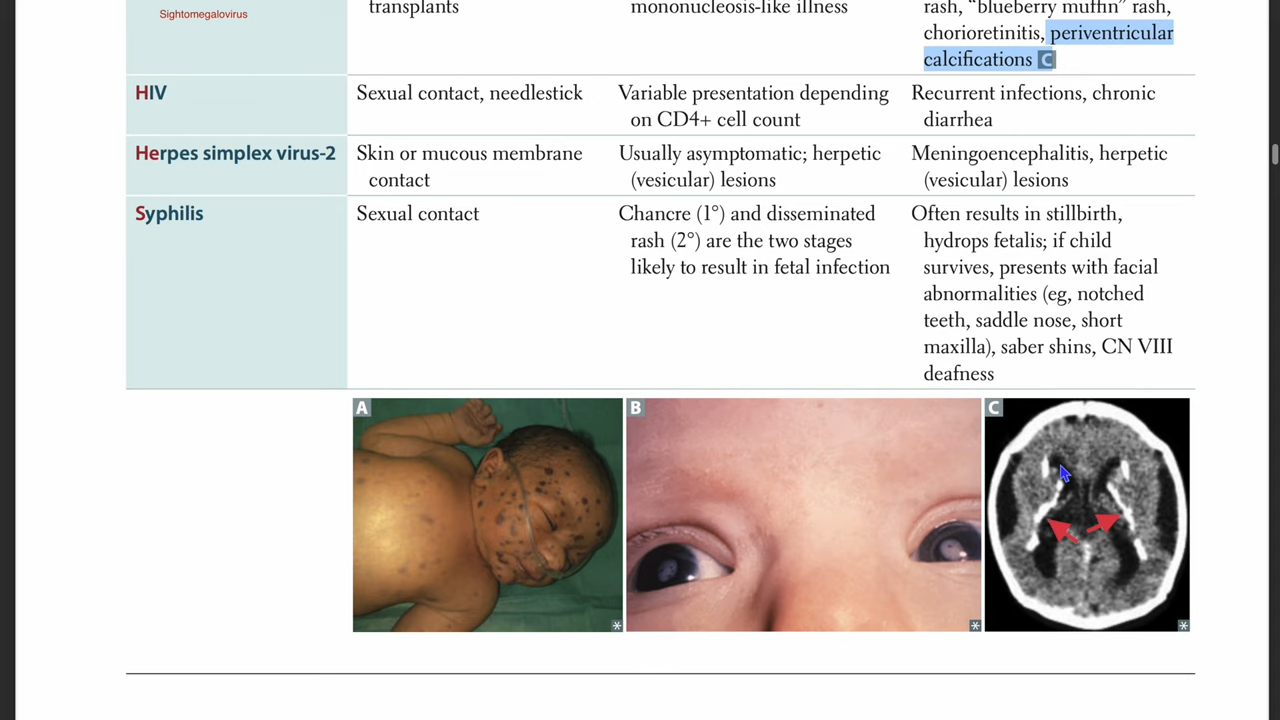 Sightomegalovirus
transplants
mononucleosis-like illness
rash, “blueberry muffin” rash,
chorioretinitis, periventricular
calcifications C
HIV
Sexual contact, needlestick
Variable presentation depending
on CD4+ cell count
Recurrent infections, chronic
diarrhea
Herpes simplex virus-2
Skin or mucous membrane
contact
Usually asymptomatic; herpetic
(vesicular) lesions
Meningoencephalitis, herpetic
(vesicular) lesions
Syphilis
Sexual contact
Chancre (1°) and disseminated
rash (2°) are the two stages
likely to result in fetal infection
Often results in stillbirth,
hydrops fetalis; if child
survives, presents with facial
abnormalities (eg, notched
teeth, saddle nose, short
maxilla), saber shins, CN VIII
deafness
A
B
C